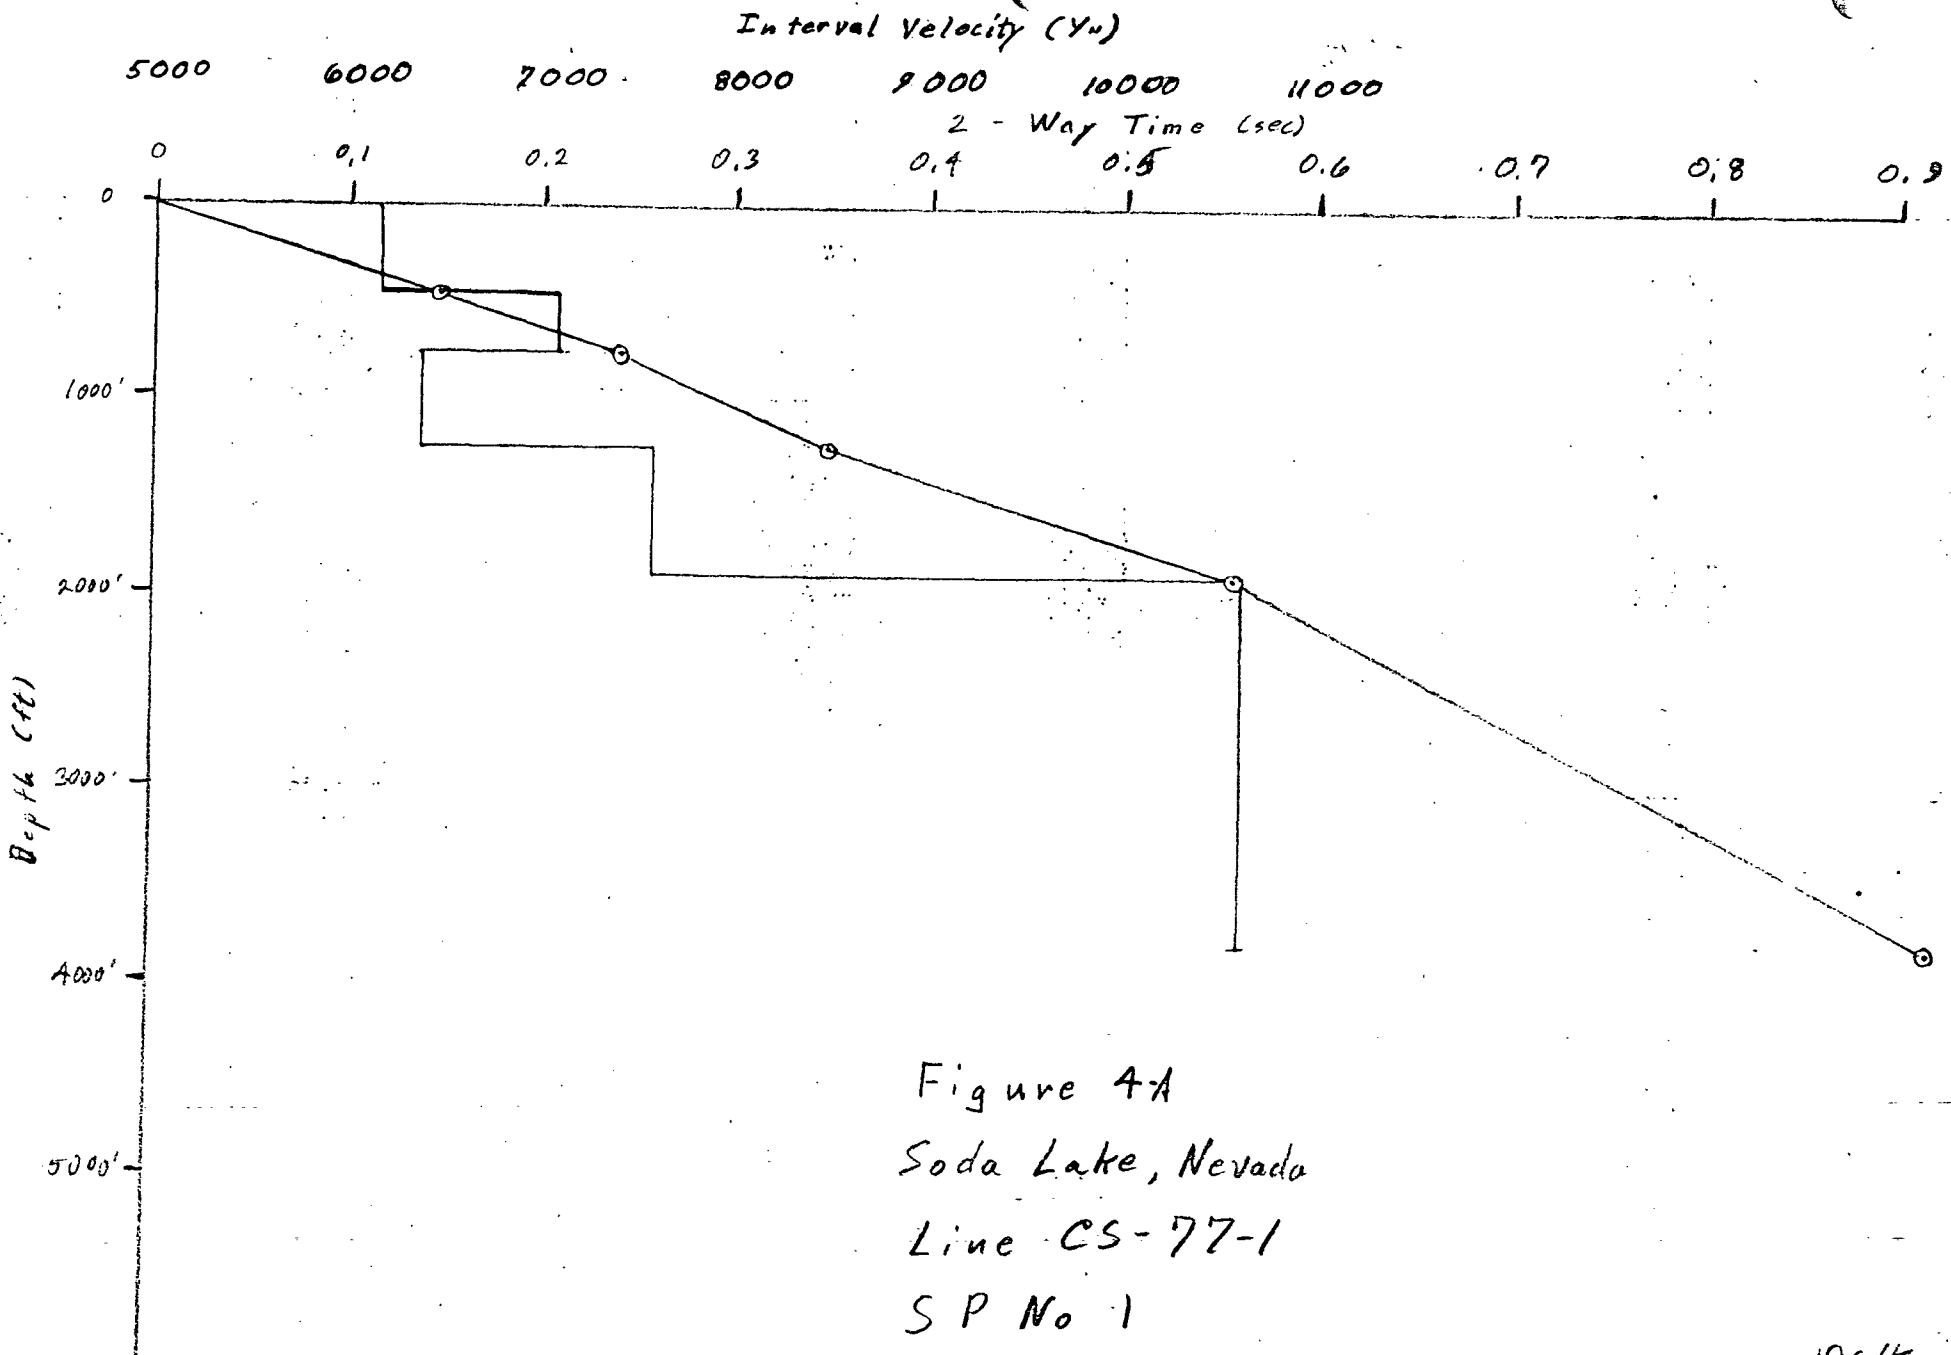 Interval Velocity (Vn)
5000 6000 7000 8000 9000 10000 11000
2 - Way Time (sec)
0 0.1 0.2 0.3 0.4 0.5 0.6 0.7 0.8 0.9
0
1000'
2000'
Depth (ft)
3000'
4000'
5000'
Figure 4-A
Soda Lake, Nevada
Line CS-77-1
S P No 1